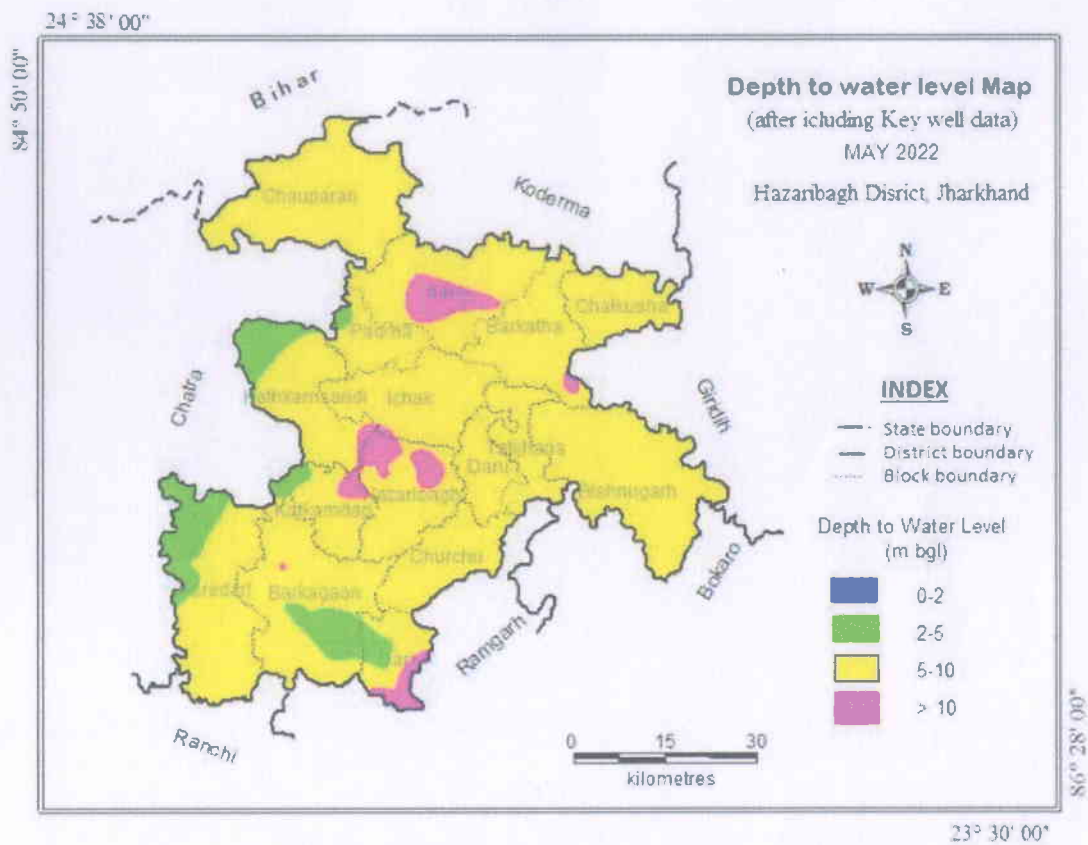 24° 38' 00"
84° 50' 00"
Bihar
Depth to water level Map
(after icluding Key well data)
MAY 2022
Hazaribagh Disrict, Jharkhand
Koderma
Chauparan
N
W E
S
Chalkusha
Barkatha
Padma
Chatra
Giridih
Ichak
INDEX
State boundary
District boundary
Block boundary
Daru
Bishnugarh
Katkamdag
Churchu
Barkagaan
Bokaro
Ramgarh
Ranchi
Depth to Water Level
(m bgl)
0-2
2-5
5-10
> 10
0 15 30
kilometres
86° 28' 00"
23° 30' 00"